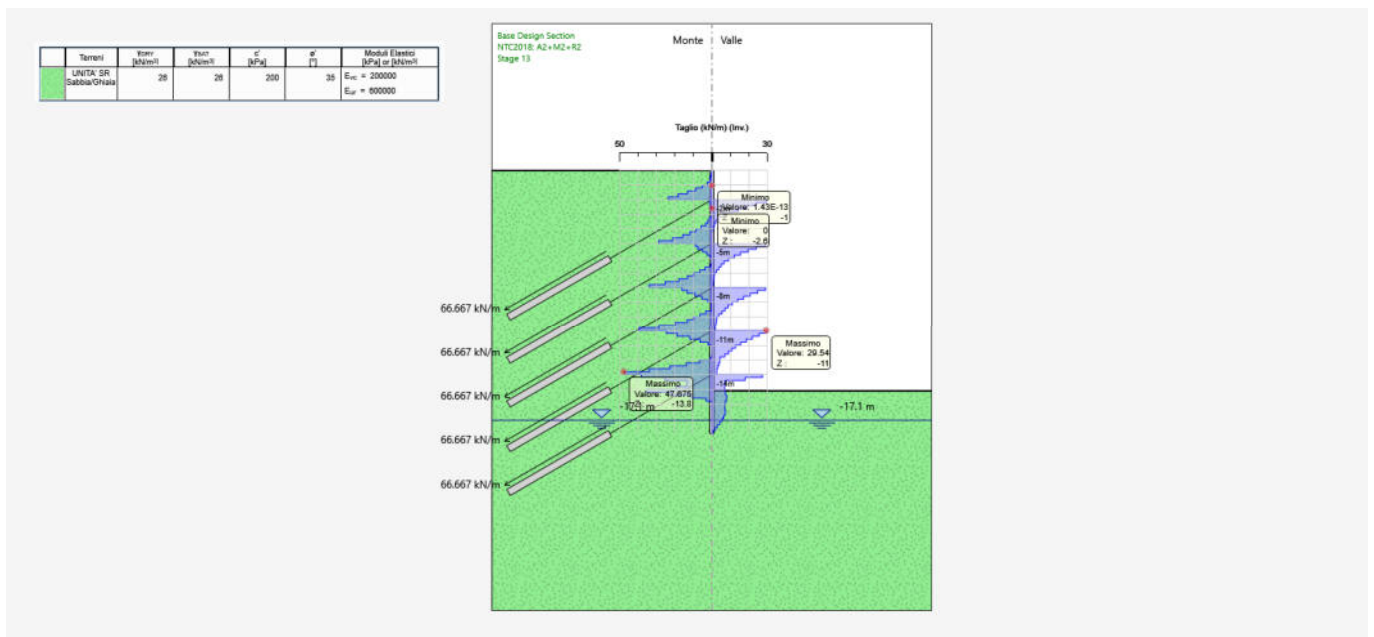 Terreni γDRY [kN/m³] γSAT [kN/m³] c' [kPa] ø' [°] Moduli Elastici [kPa] or [kN/m³]
UNITA' SR Sabbia/Ghiaia 26 26 200 35 Evc = 200000
Eur = 600000
Base Design Section
NTC2018: A2+M2+R2
Stage 13
Monte Valle
Taglio (kN/m) (Inv.)
50 30
Minimo
Valore: 1.43E-13
Z : -1
Minimo
Valore: 0
Z : -2.6
-5m
-8m
66.667 kN/m
-11m
Massimo
Valore: 29.54
Z : -11
66.667 kN/m
-14m
Massimo
Valore: 47.675
Z : -13.8
66.667 kN/m
-17.1 m -17.1 m
66.667 kN/m
66.667 kN/m